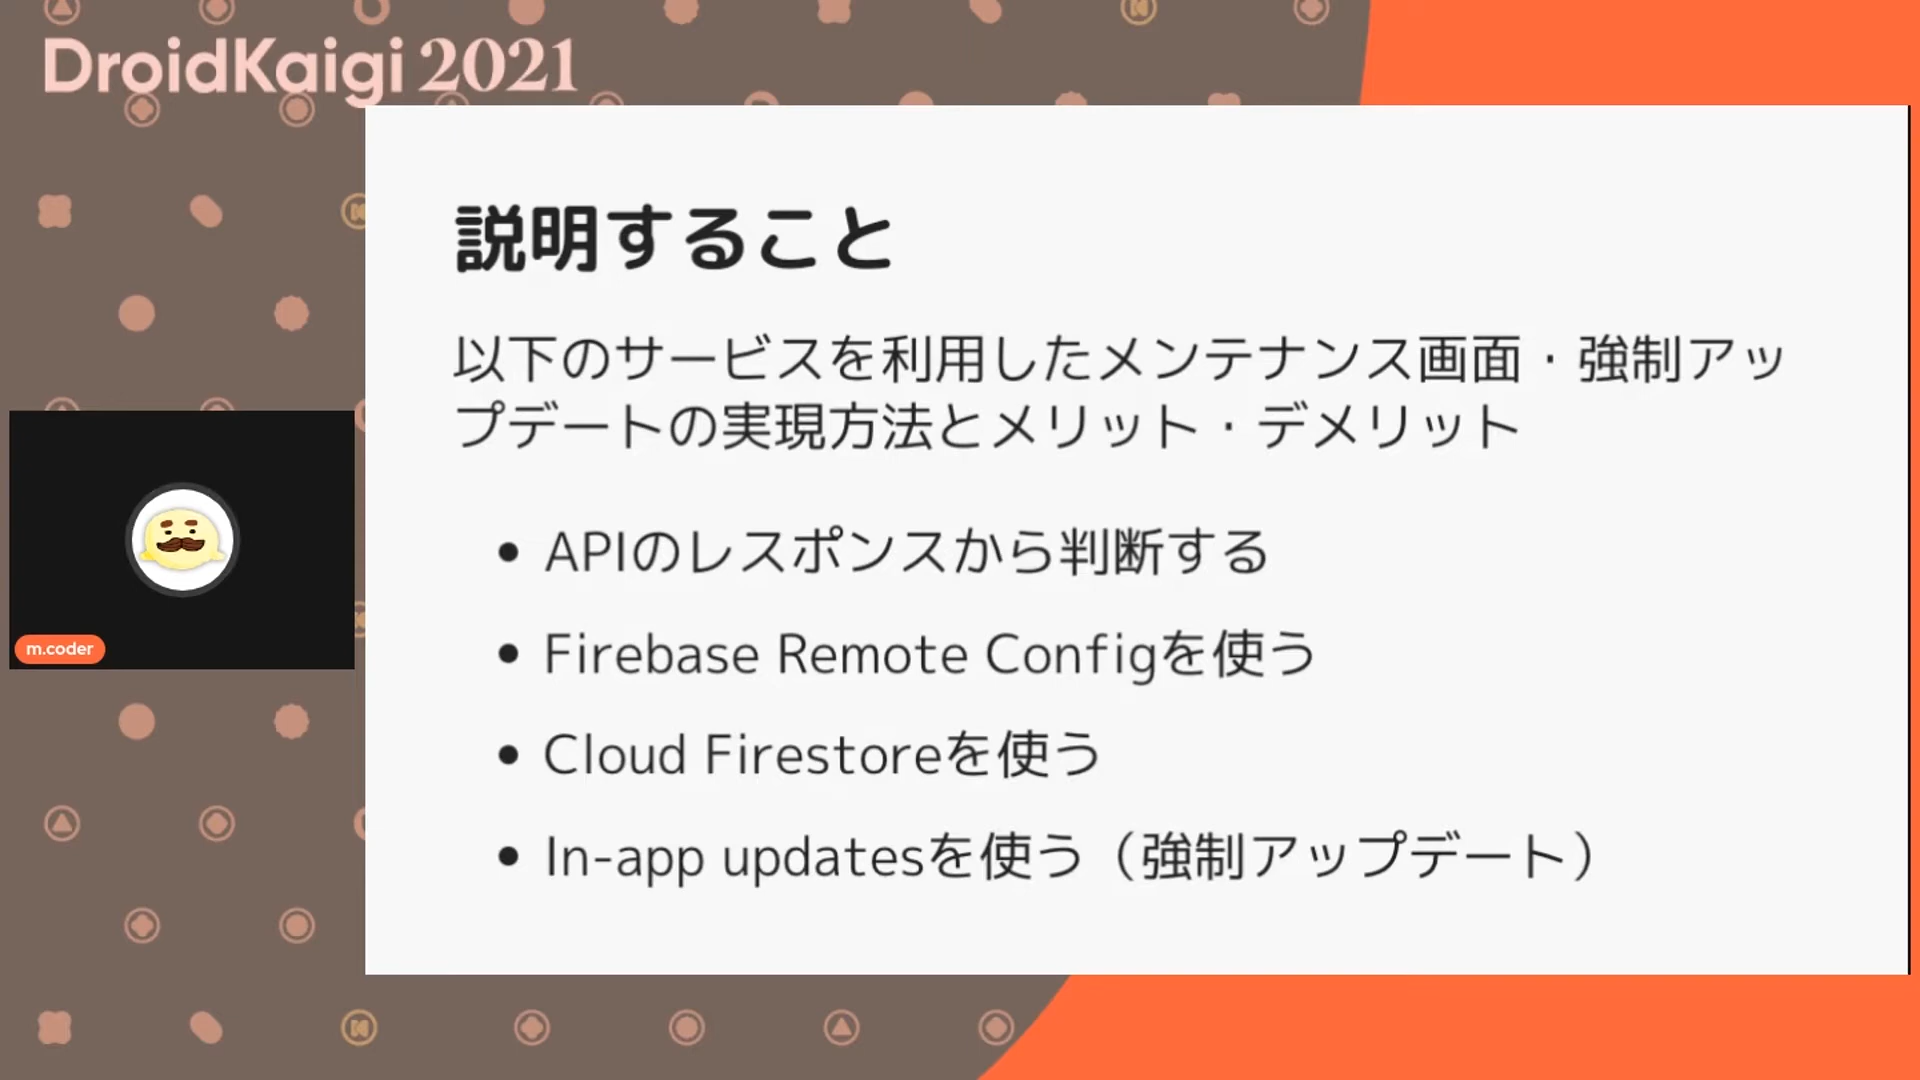 DroidKaigi 2021
説明すること
以下のサービスを利用したメンテナンス画面・強制アッ
プデートの実現方法とメリット・デメリット
• APIのレスポンスから判断する
• Firebase Remote Configを使う
• Cloud Firestoreを使う
• In-app updatesを使う（強制アップデート）
m.coder